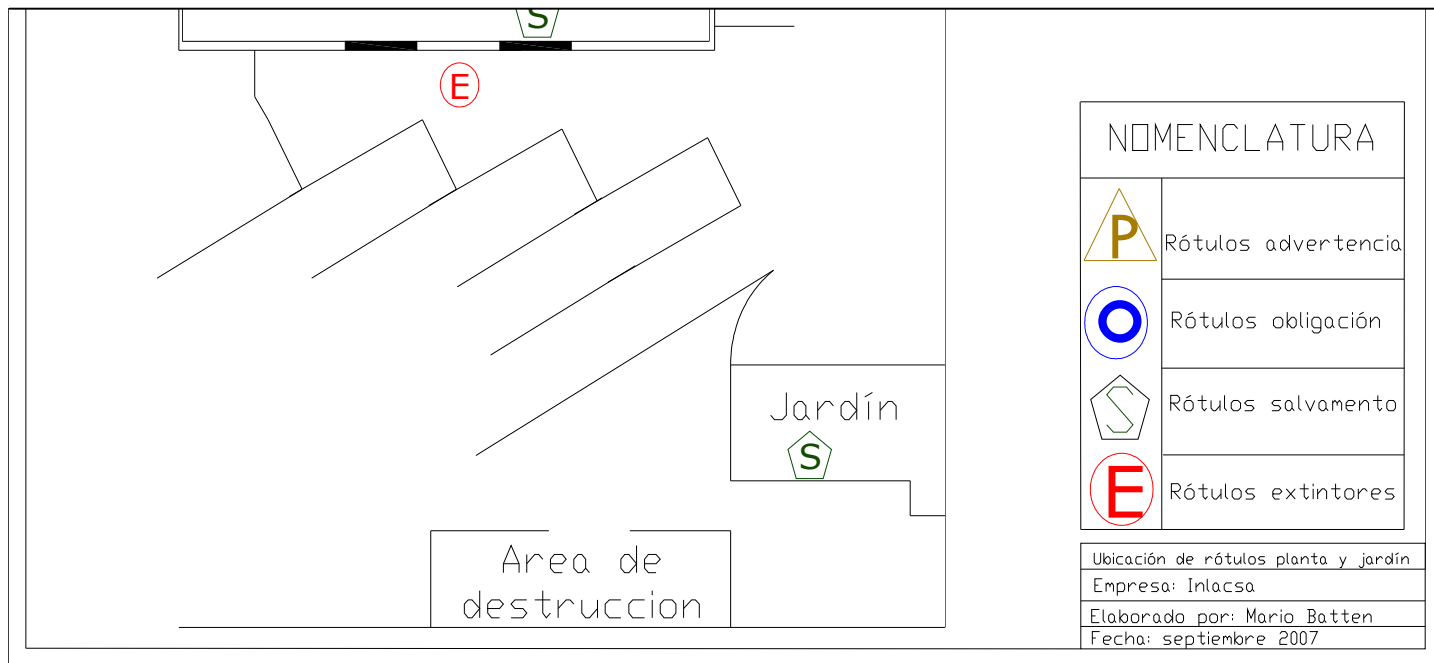 S
E
Jardín
S
Area de
destruccion
NOMENCLATURA
P
Rótulos advertencia
O
Rótulos obligación
S
Rótulos salvamento
E
Rótulos extintores
Ubicación de rótulos planta y jardín
Empresa: Inlacsa
Elaborado por: Mario Batten
Fecha: septiembre 2007